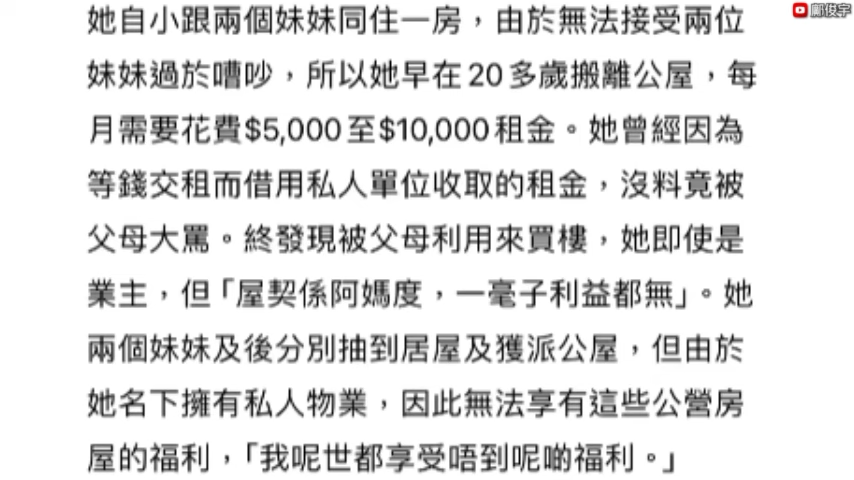 鄺俊宇
她自小跟兩個妹妹同住一房，由於無法接受兩位
妹妹過於嘈吵，所以她早在20多歲搬離公屋，每
月需要花費$5,000至$10,000租金。她曾經因為
等錢交租而借用私人單位收取的租金，沒料竟被
父母大罵。終發現被父母利用來買樓，她即使是
業主，但「屋契係阿媽度，一毫子利益都無」。她
兩個妹妹及後分別抽到居屋及獲派公屋，但由於
她名下擁有私人物業，因此無法享有這些公營房
屋的福利，「我呢世都享受唔到呢啲福利。」